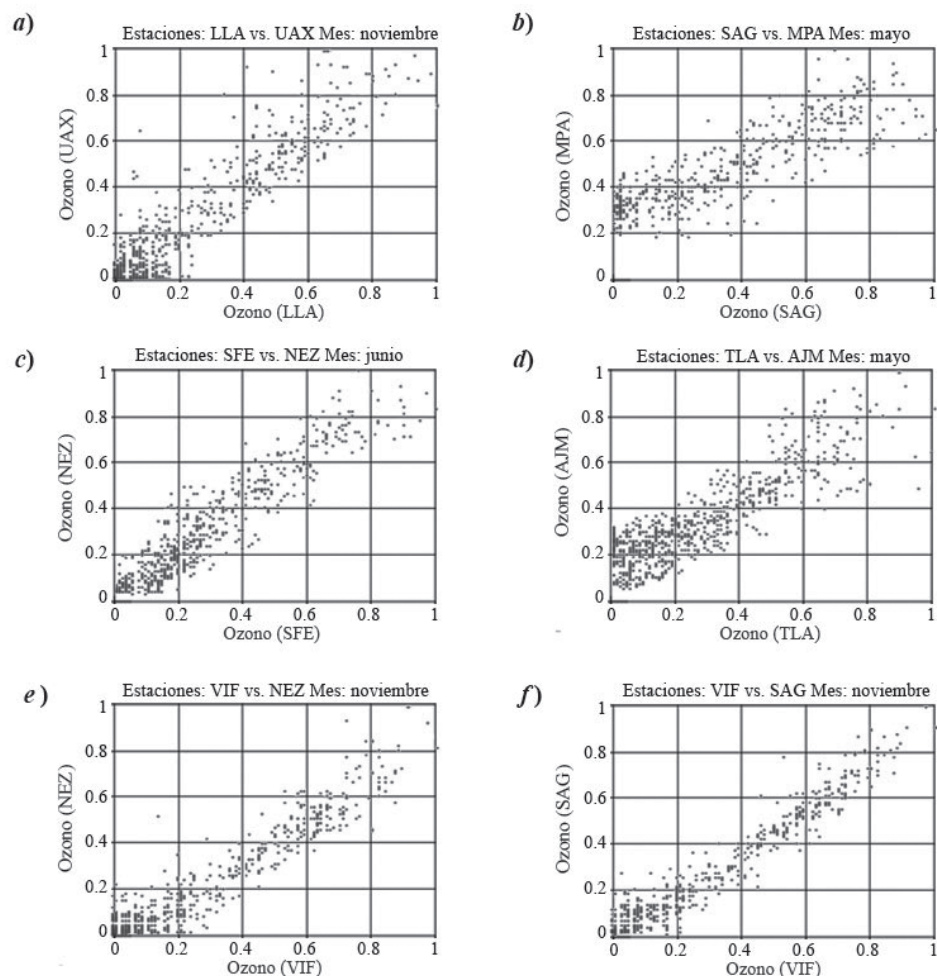 a)
Estaciones: LLA vs. UAX Mes: noviembre
Ozono (UAX)
1
0.8
0.6
0.4
0.2
0
0 0.2 0.4 0.6 0.8 1
Ozono (LLA)
b)
Estaciones: SAG vs. MPA Mes: mayo
Ozono (MPA)
1
0.8
0.6
0.4
0.2
0
0 0.2 0.4 0.6 0.8 1
Ozono (SAG)
c)
Estaciones: SFE vs. NEZ Mes: junio
Ozono (NEZ)
1
0.8
0.6
0.4
0.2
0
0 0.2 0.4 0.6 0.8 1
Ozono (SFE)
d)
Estaciones: TLA vs. AJM Mes: mayo
Ozono (AJM)
1
0.8
0.6
0.4
0.2
0
0 0.2 0.4 0.6 0.8 1
Ozono (TLA)
e)
Estaciones: VIF vs. NEZ Mes: noviembre
Ozono (NEZ)
1
0.8
0.6
0.4
0.2
0
0 0.2 0.4 0.6 0.8 1
Ozono (VIF)
f)
Estaciones: VIF vs. SAG Mes: noviembre
Ozono (SAG)
1
0.8
0.6
0.4
0.2
0
0 0.2 0.4 0.6 0.8 1
Ozono (VIF)